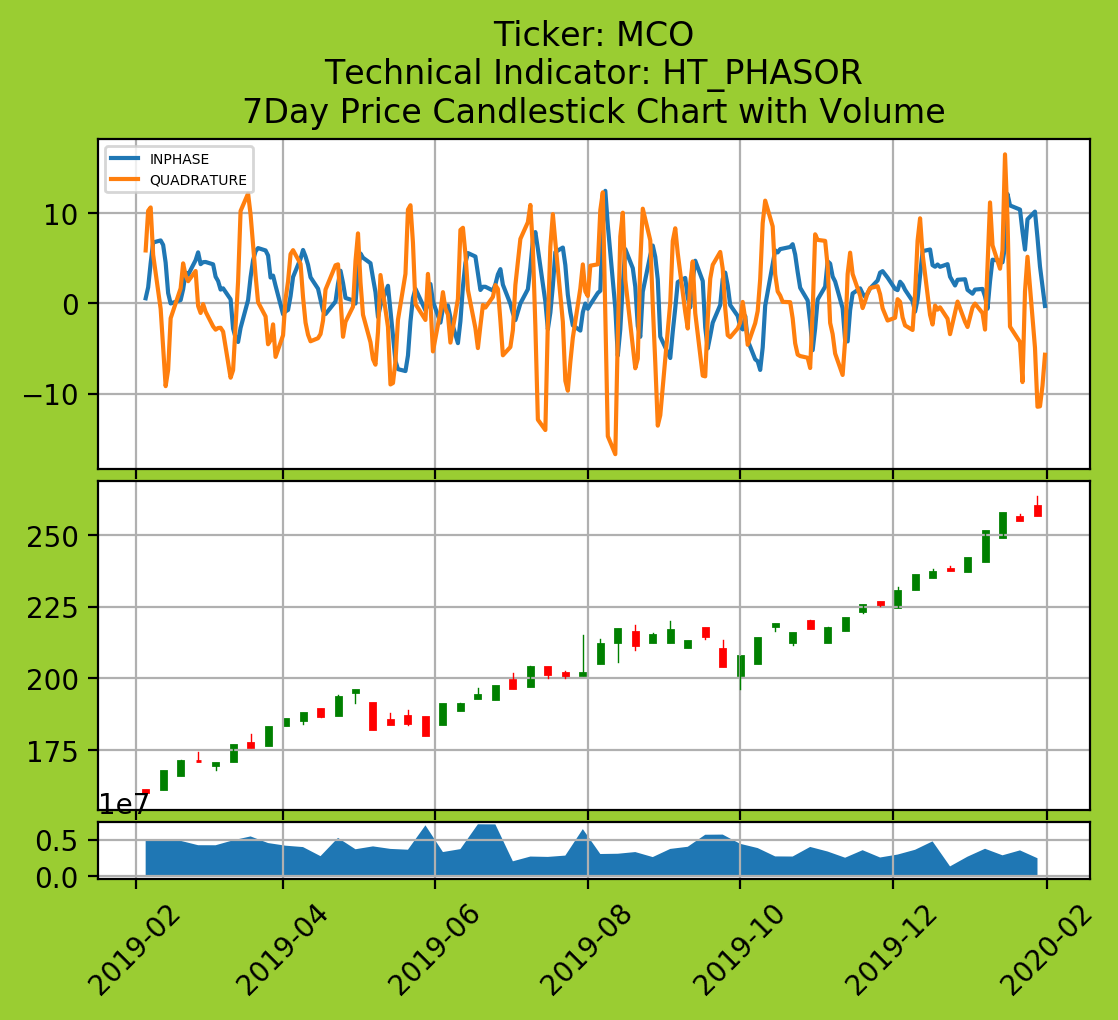 Ticker: MCO
Technical Indicator: HT_PHASOR
7Day Price Candlestick Chart with Volume
INPHASE
QUADRATURE
10
0
−10
250
225
200
175
1e7
0.5
0.0
2019-02
2019-04
2019-06
2019-08
2019-10
2019-12
2020-02